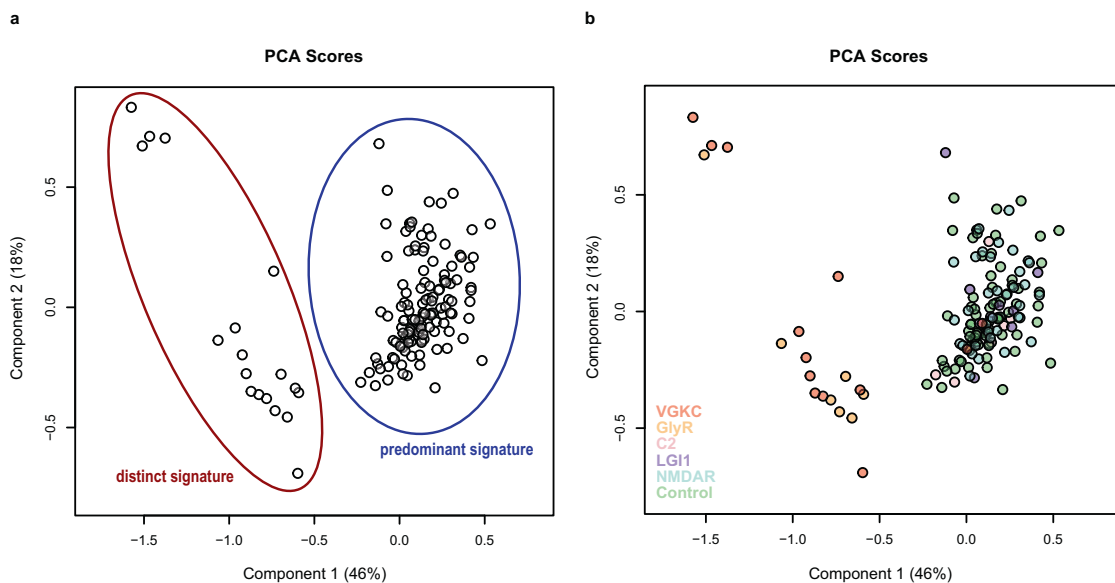 a
PCA Scores
Component 2 (18%)
0.5
0.0
−0.5
distinct signature
predominant signature
−1.5
−1.0
−0.5
0.0
0.5
Component 1 (46%)
b
PCA Scores
Component 2 (18%)
0.5
0.0
−0.5
VGKC
GlyR
C2
LGI1
NMDAR
Control
−1.5
−1.0
−0.5
0.0
0.5
Component 1 (46%)